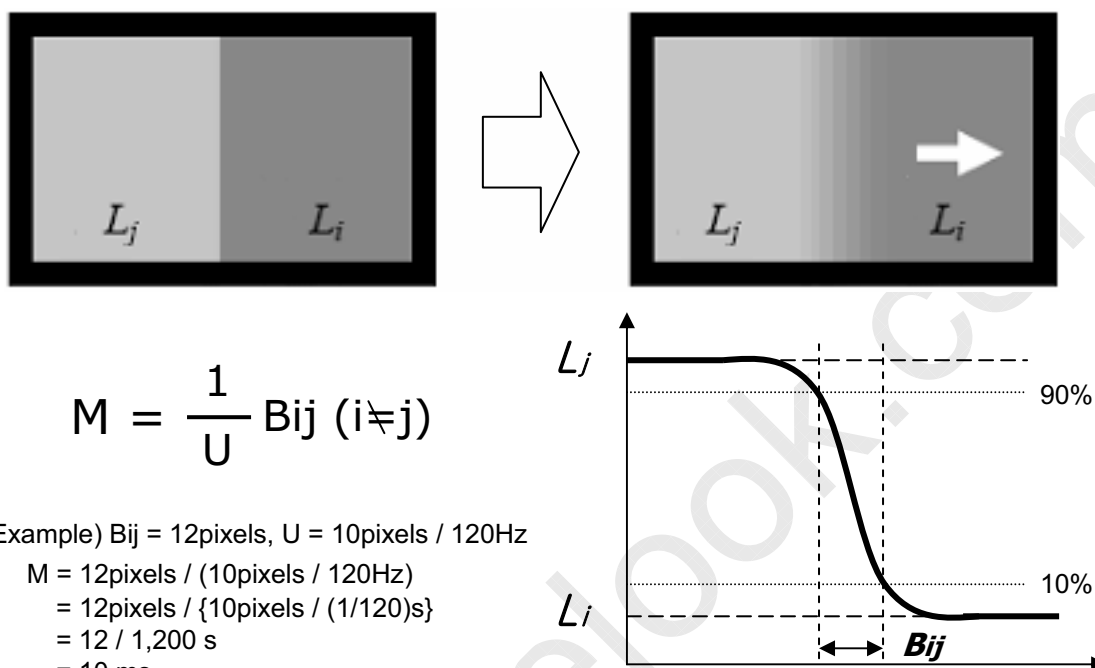 Lj Li
Lj Li
Lj
90%
M = 1/U Bij (i≒j)
Example) Bij = 12pixels, U = 10pixels / 120Hz
M = 12pixels / (10pixels / 120Hz)
= 12pixels / {10pixels / (1/120)s}
= 12 / 1,200 s
= 10 ms
10%
Li
Bij